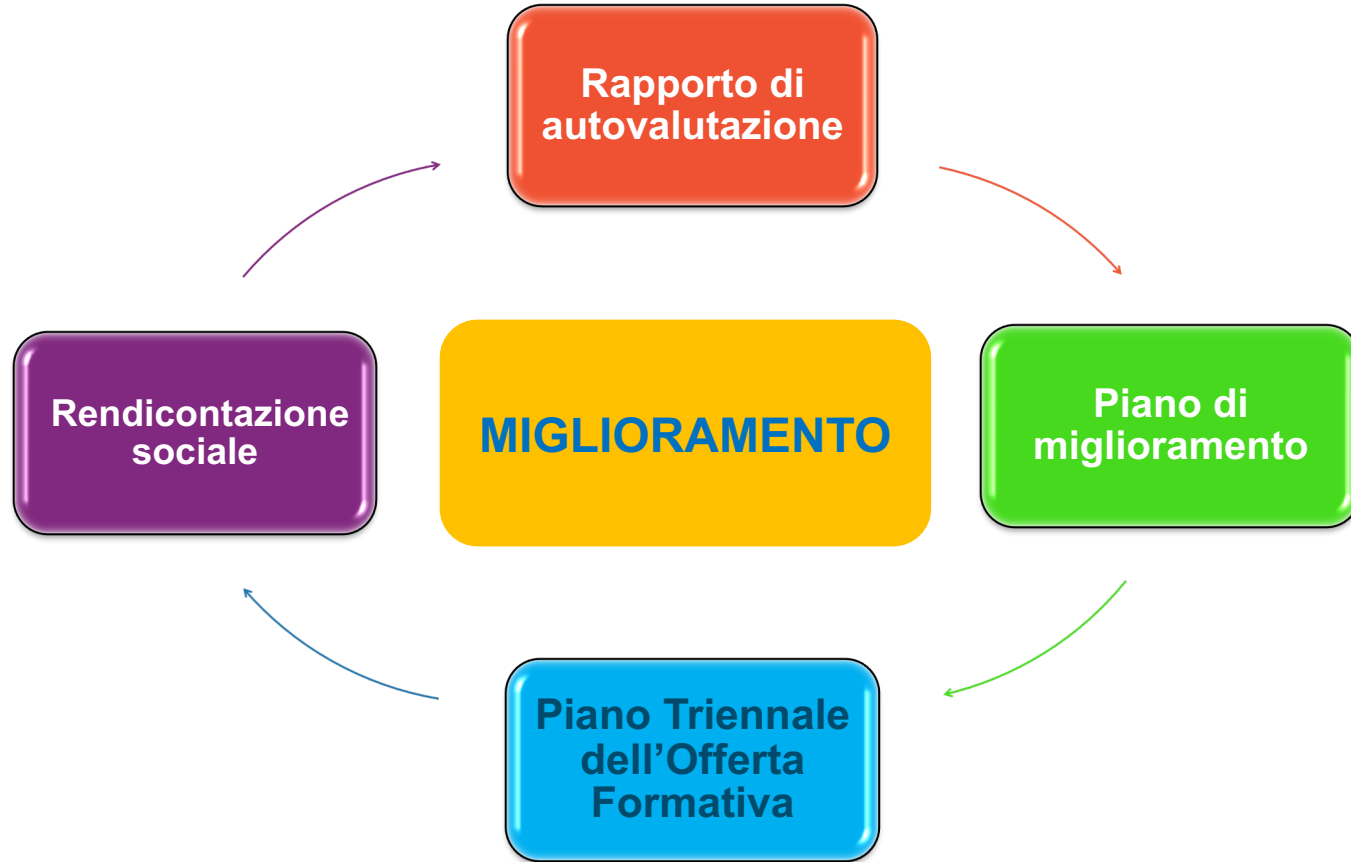 Rapporto di
autovalutazione
Rendicontazione
sociale
MIGLIORAMENTO
Piano di
miglioramento
Piano Triennale
dell’Offerta
Formativa